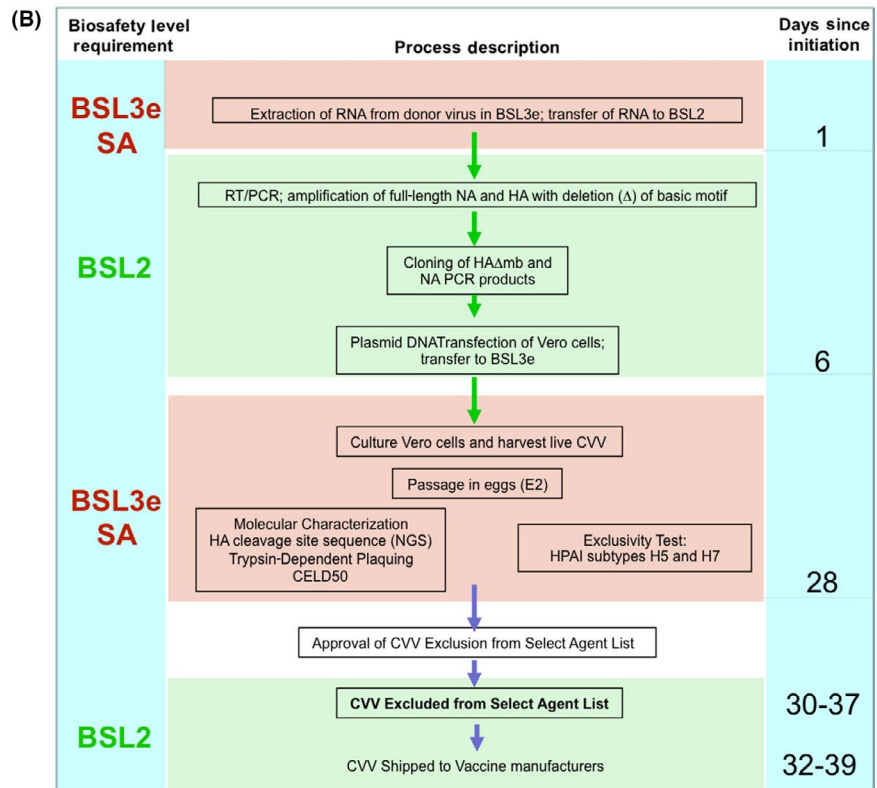 (B)
Biosafety level
requirement
Process description
Days since
initiation
BSL3e
SA
Extraction of RNA from donor virus in BSL3e; transfer of RNA to BSL2
1
RT/PCR; amplification of full-length NA and HA with deletion (Δ) of basic motif
BSL2
Cloning of HAΔmb and
NA PCR products
Plasmid DNATransfection of Vero cells;
transfer to BSL3e
6
Culture Vero cells and harvest live CVV
Passage in eggs (E2)
BSL3e
SA
Molecular Characterization
HA cleavage site sequence (NGS)
Trypsin-Dependent Plaquing
CELD50
Exclusivity Test:
HPAI subtypes H5 and H7
28
Approval of CVV Exclusion from Select Agent List
CVV Excluded from Select Agent List
30-37
BSL2
CVV Shipped to Vaccine manufacturers
32-39